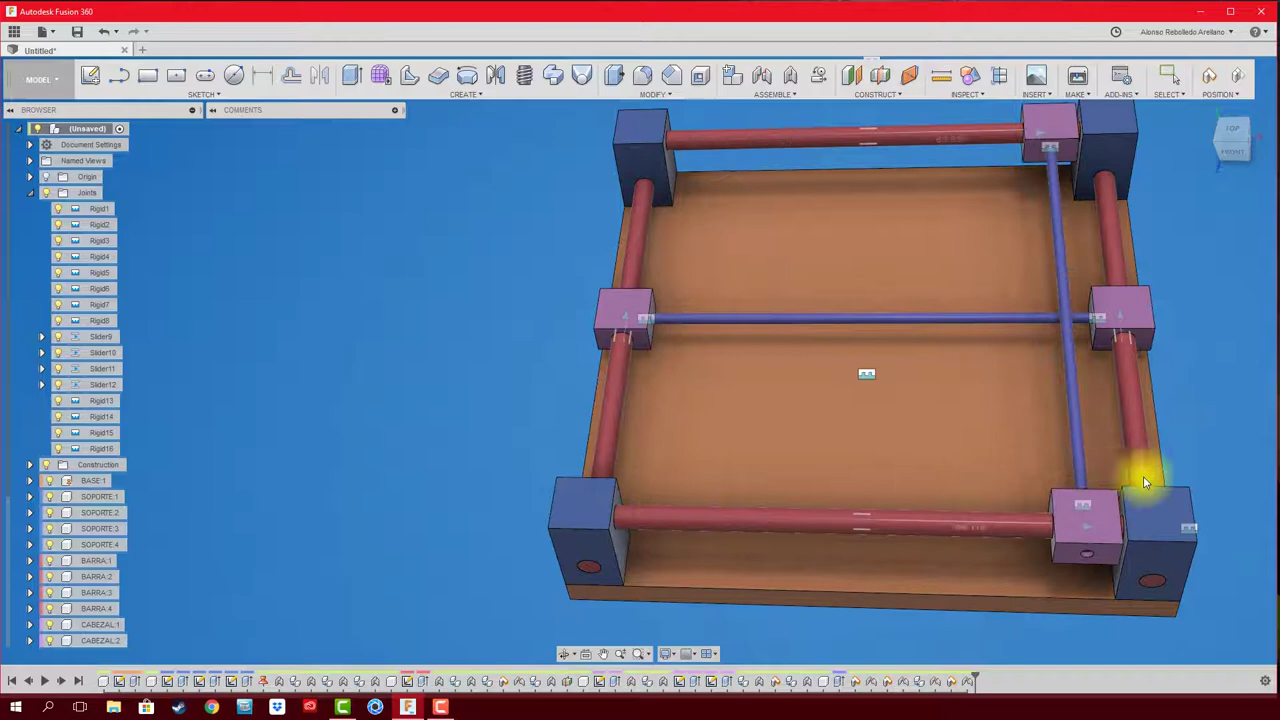 Autodesk Fusion 360
Alonso Rebolledo Arellano
Untitled*
MODEL
SKETCH
CREATE
MODIFY
ASSEMBLE
CONSTRUCT
INSPECT
INSERT
MAKE
ADD-INS
SELECT
POSITION
BROWSER
COMMENTS
(Unsaved)
Document Settings
Named Views
Origin
Joints
Rigid1
Rigid2
Rigid3
Rigid4
Rigid5
Rigid6
Rigid7
Rigid8
Slider9
Slider10
Slider11
Slider12
Rigid13
Rigid14
Rigid15
Rigid16
Construction
BASE:1
SOPORTE:1
SOPORTE:2
SOPORTE:3
SOPORTE:4
BARRA:1
BARRA:2
BARRA:3
BARRA:4
CABEZAL:1
CABEZAL:2
TOP
FRONT